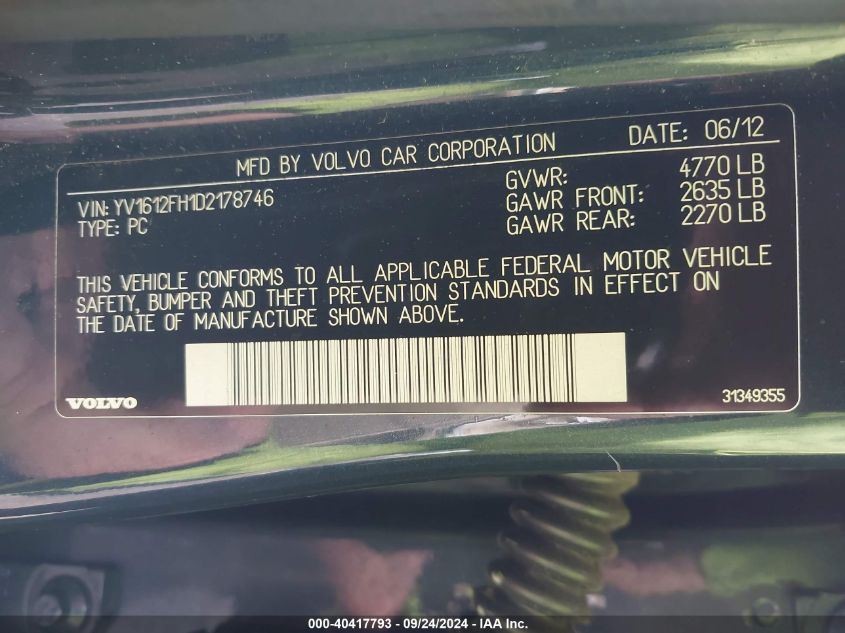 MFD BY VOLVO CAR CORPORATION DATE: 06/12
VIN: YV1612FH1D2178746 GVWR: 4770 LB
TYPE: PC GAWR FRONT: 2635 LB
GAWR REAR: 2270 LB
THIS VEHICLE CONFORMS TO ALL APPLICABLE FEDERAL MOTOR VEHICLE
SAFETY, BUMPER AND THEFT PREVENTION STANDARDS IN EFFECT ON
THE DATE OF MANUFACTURE SHOWN ABOVE.
VOLVO 31349355
000-40417793 - 09/24/2024 - IAA Inc.